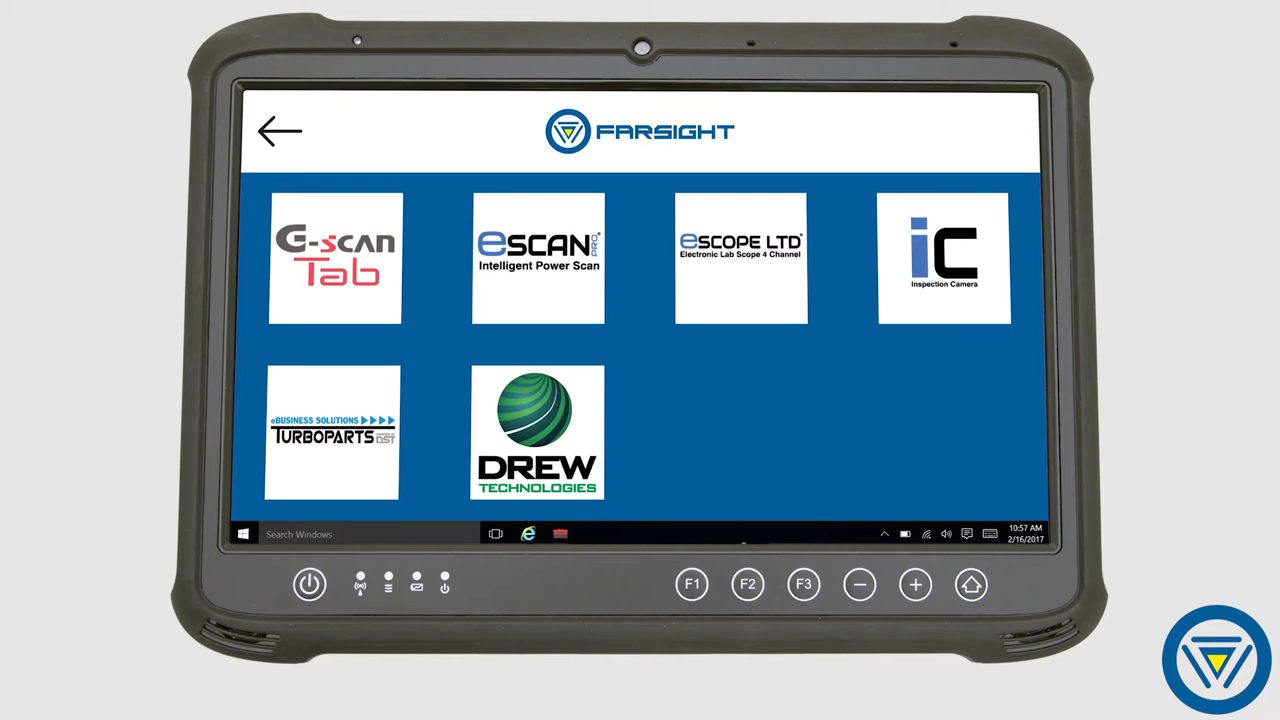 FARSIGHT
G-scan
Tab
eSCAN PRO®
Intelligent Power Scan
eSCOPE LTD®
Electronic Lab Scope 4 Channel
iC
Inspection Camera
eBUSINESS SOLUTIONS
TURBOPARTS DST
DREW
TECHNOLOGIES
Search Windows
10:57 AM
2/16/2017
F1
F2
F3